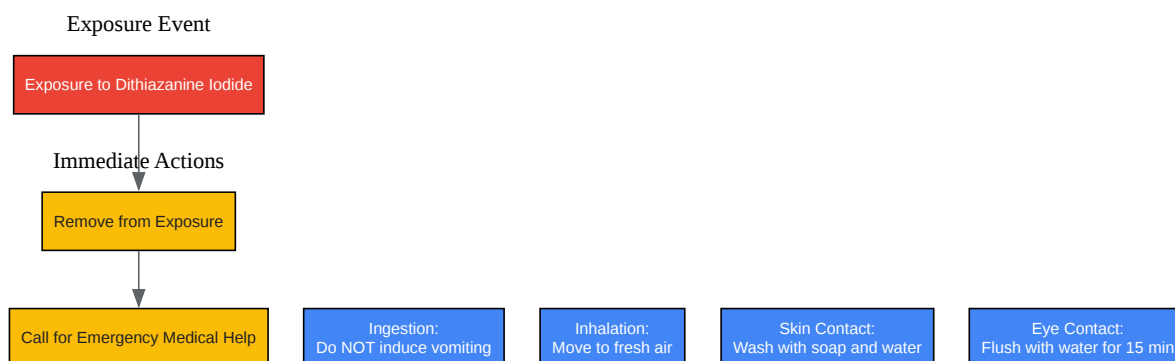 Exposure Event
Exposure to Dithiazanine Iodide
Immediate Actions
Remove from Exposure
Call for Emergency Medical Help
Ingestion:
Do NOT induce vomiting
Inhalation:
Move to fresh air
Skin Contact:
Wash with soap and water
Eye Contact:
Flush with water for 15 min